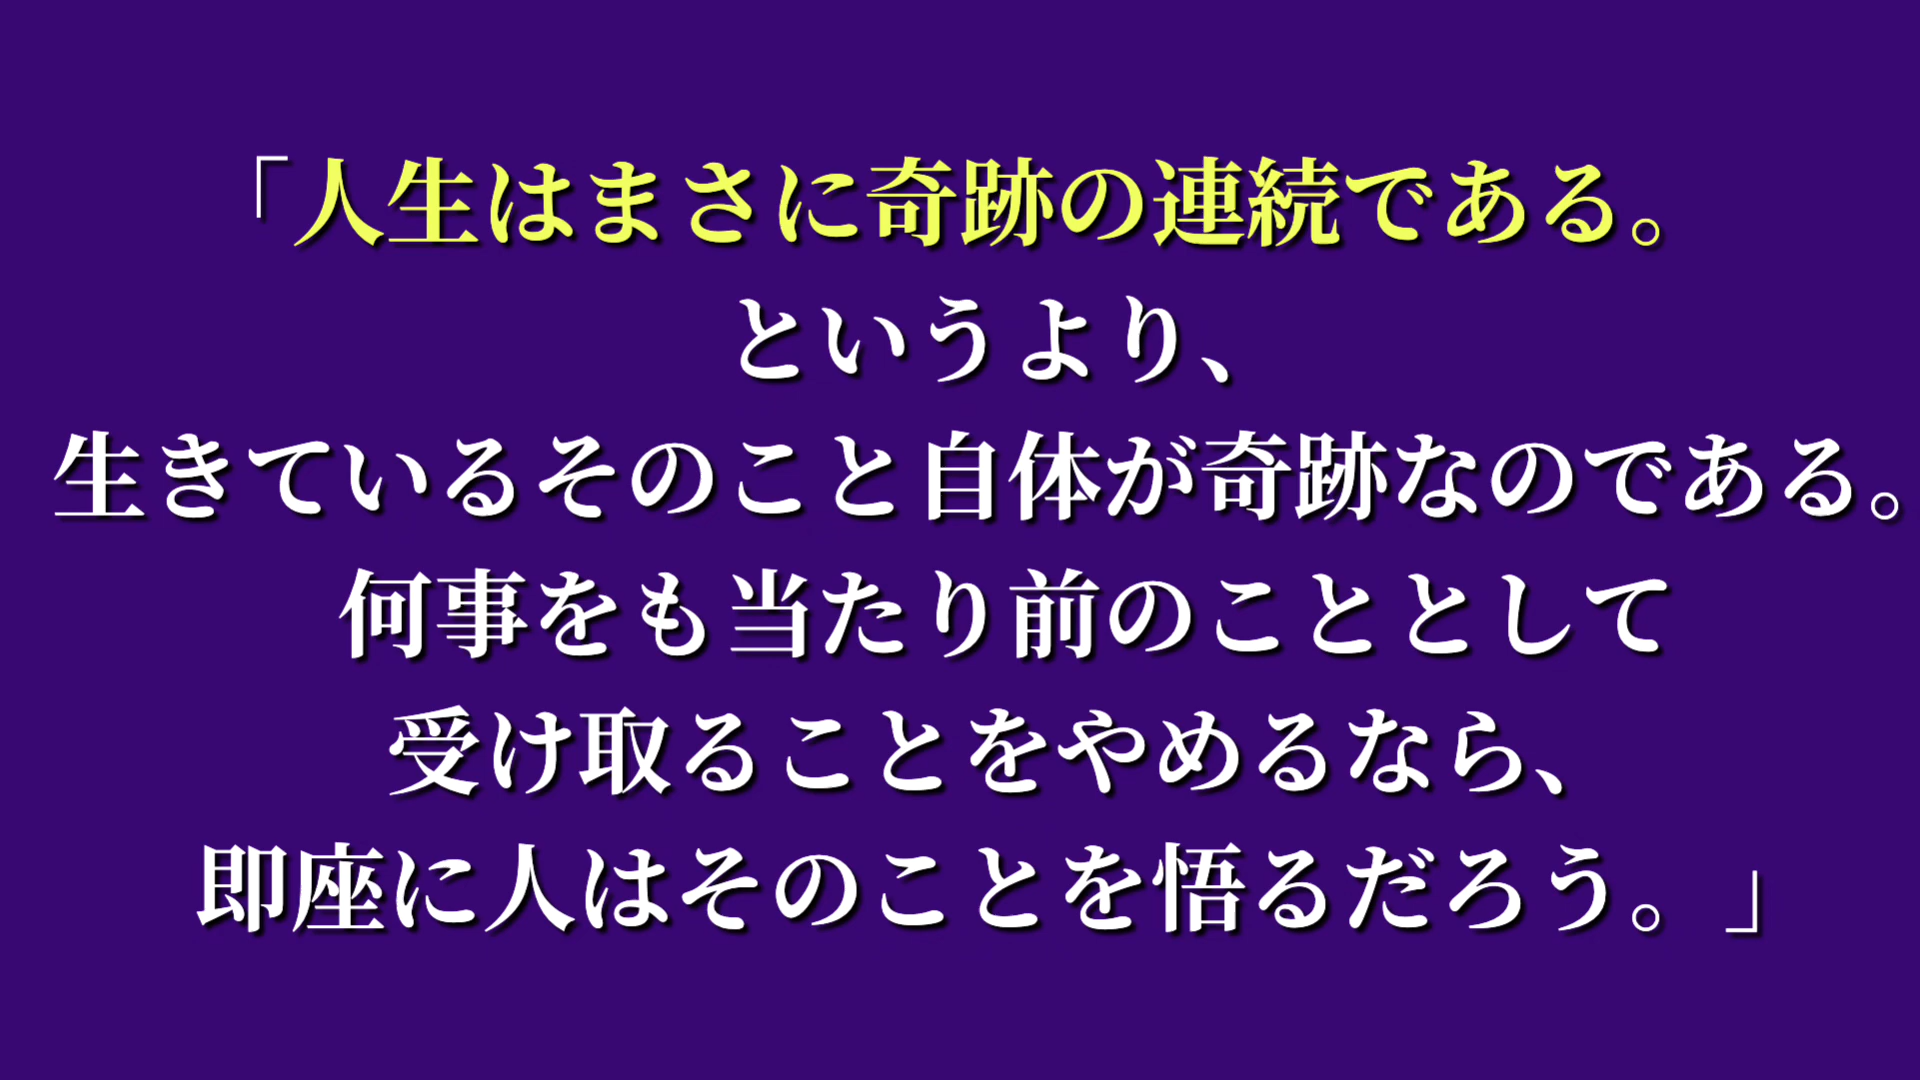 「人生はまさに奇跡の連続である。
というより、
生きているそのこと自体が奇跡なのである。
何事をも当たり前のこととして
受け取ることをやめるなら、
即座に人はそのことを悟るだろう。」